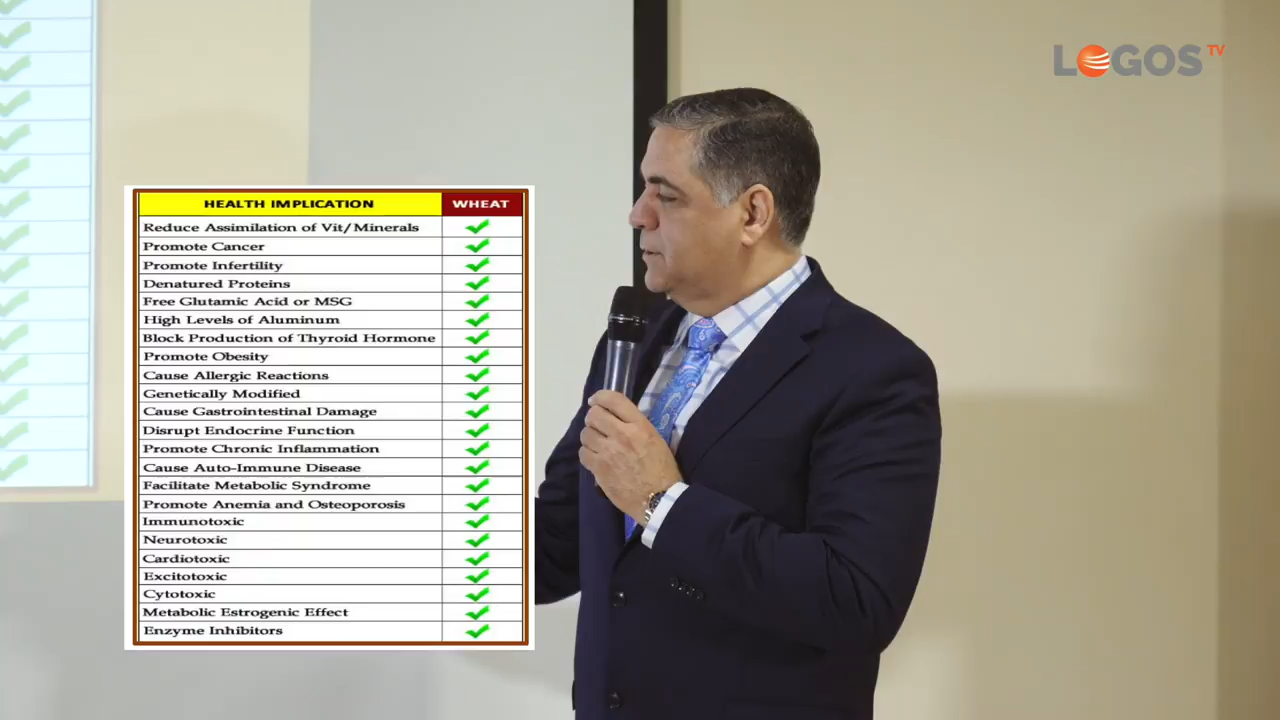 LOGOS TV
HEALTH IMPLICATION WHEAT
Reduce Assimilation of Vit/Minerals
Promote Cancer
Promote Infertility
Denatured Proteins
Free Glutamic Acid or MSG
High Levels of Aluminum
Block Production of Thyroid Hormone
Promote Obesity
Cause Allergic Reactions
Genetically Modified
Cause Gastrointestinal Damage
Disrupt Endocrine Function
Promote Chronic Inflammation
Cause Auto-Immune Disease
Facilitate Metabolic Syndrome
Promote Anemia and Osteoporosis
Immunotoxic
Neurotoxic
Cardiotoxic
Excitotoxic
Cytotoxic
Metabolic Estrogenic Effect
Enzyme Inhibitors